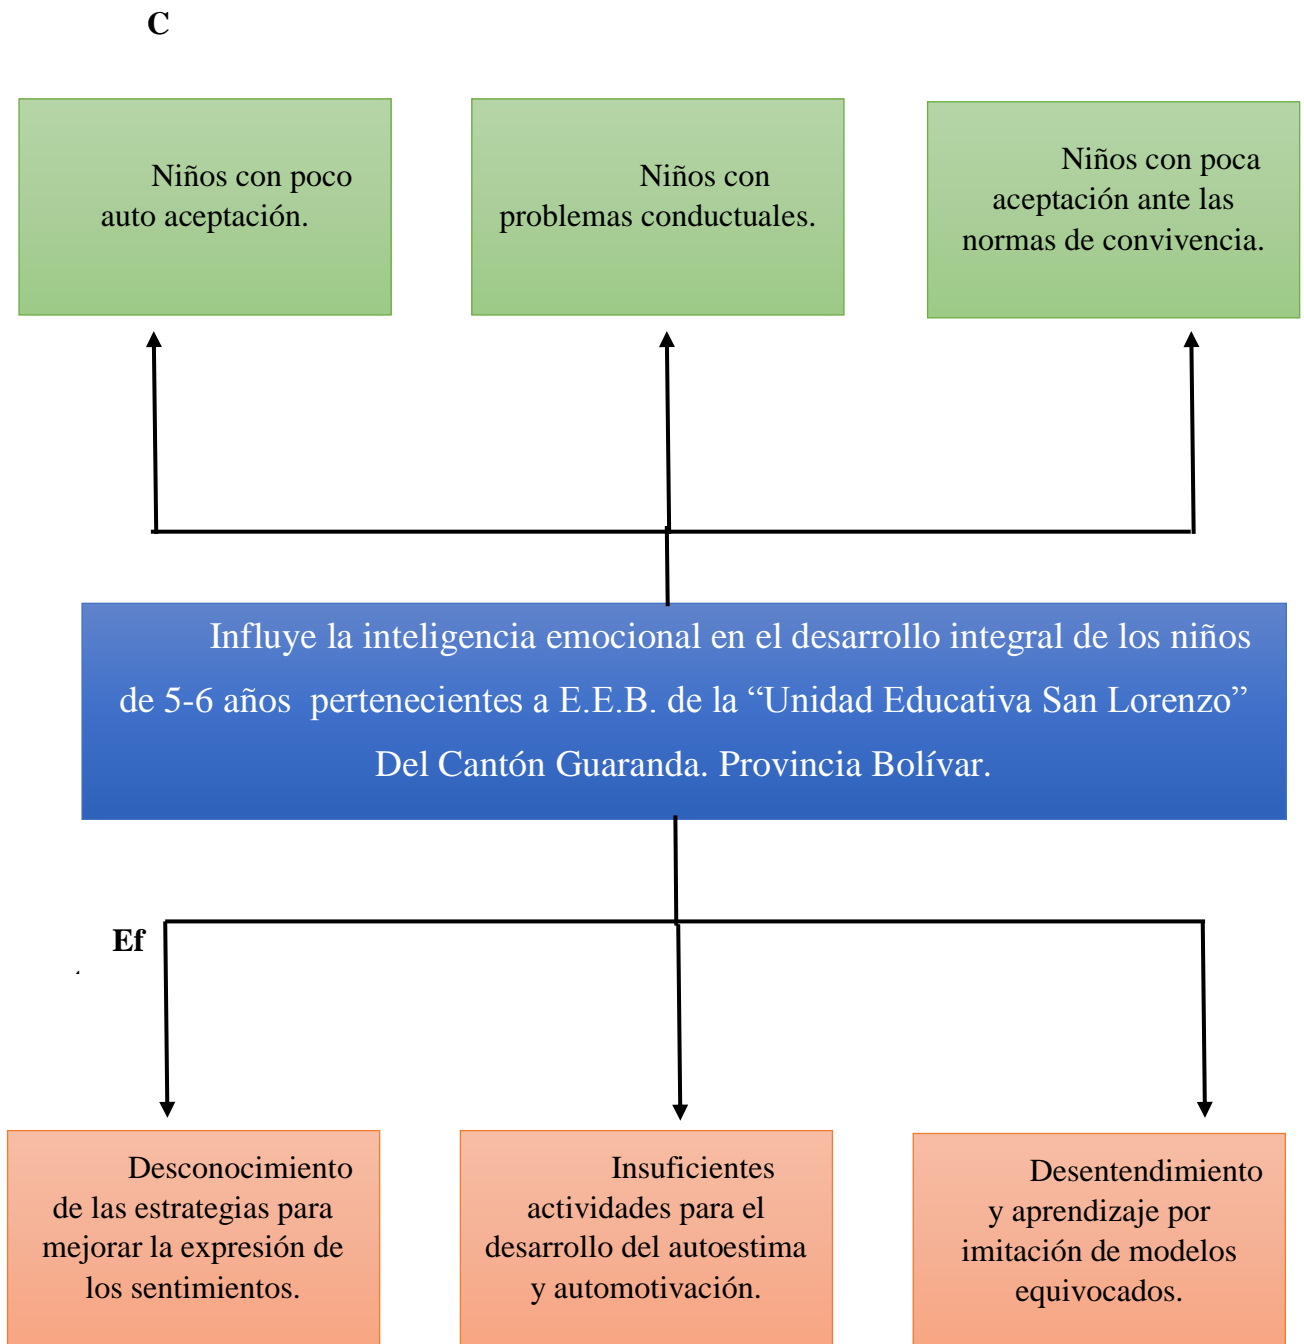 C
Niños con poco
auto aceptación.
Niños con
problemas conductuales.
Niños con poca
aceptación ante las
normas de convivencia.
Influye la inteligencia emocional en el desarrollo integral de los niños
de 5-6 años pertenecientes a E.E.B. de la “Unidad Educativa San Lorenzo”
Del Cantón Guaranda. Provincia Bolívar.
Ef
Desconocimiento
de las estrategias para
mejorar la expresión de
los sentimientos.
Insuficientes
actividades para el
desarrollo del autoestima
y automotivación.
Desentendimiento
y aprendizaje por
imitación de modelos
equivocados.